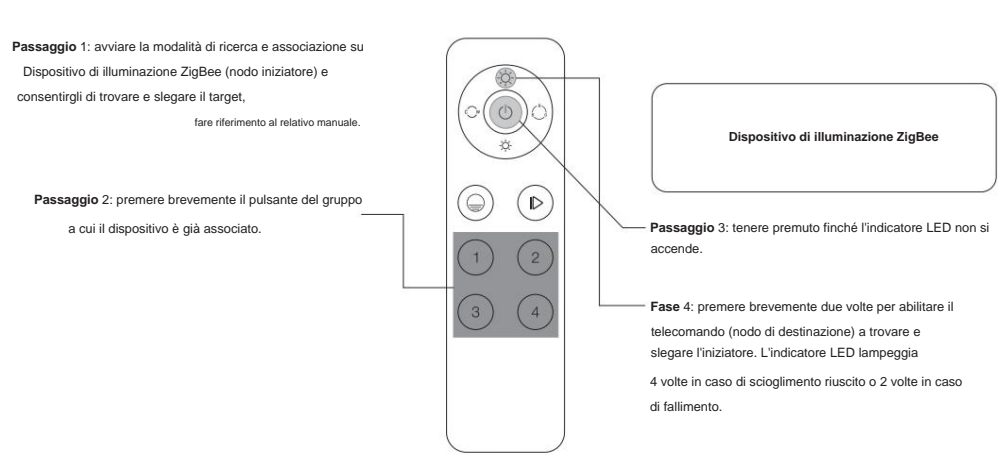 Passaggio 1: avviare la modalità di ricerca e associazione su
Dispositivo di illuminazione ZigBee (nodo iniziatore) e
consentirgli di trovare e slegare il target,
fare riferimento al relativo manuale.
Passaggio 2: premere brevemente il pulsante del gruppo
a cui il dispositivo è già associato.
1
2
3
4
Dispositivo di illuminazione ZigBee
Passaggio 3: tenere premuto finché l'indicatore LED non si
accende.
Fase 4: premere brevemente due volte per abilitare il
telecomando (nodo di destinazione) a trovare e
slegare l'iniziatore. L'indicatore LED lampeggia
4 volte in caso di scioglimento riuscito o 2 volte in caso
di fallimento.